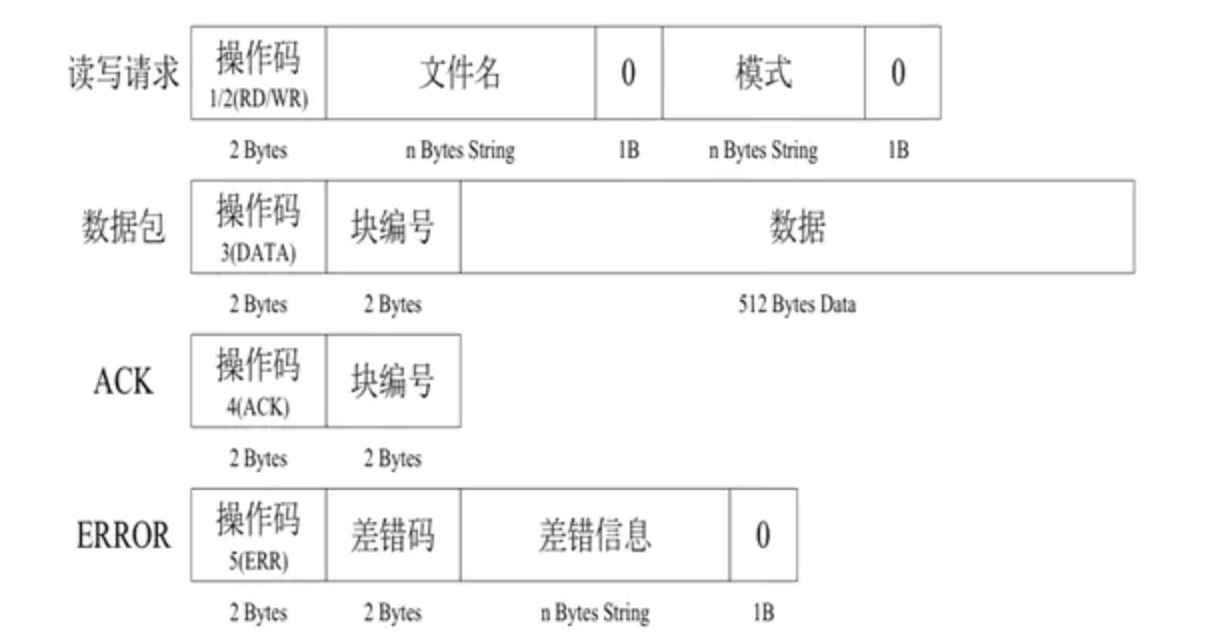 读写请求
操作码
1/2(RD/WR)
文件名
0
模式
0
2 Bytes
n Bytes String
1B
n Bytes String
1B
数据包
操作码
3(DATA)
块编号
数据
2 Bytes
2 Bytes
512 Bytes Data
ACK
操作码
4(ACK)
块编号
2 Bytes
2 Bytes
ERROR
操作码
5(ERR)
差错码
差错信息
0
2 Bytes
2 Bytes
n Bytes String
1B